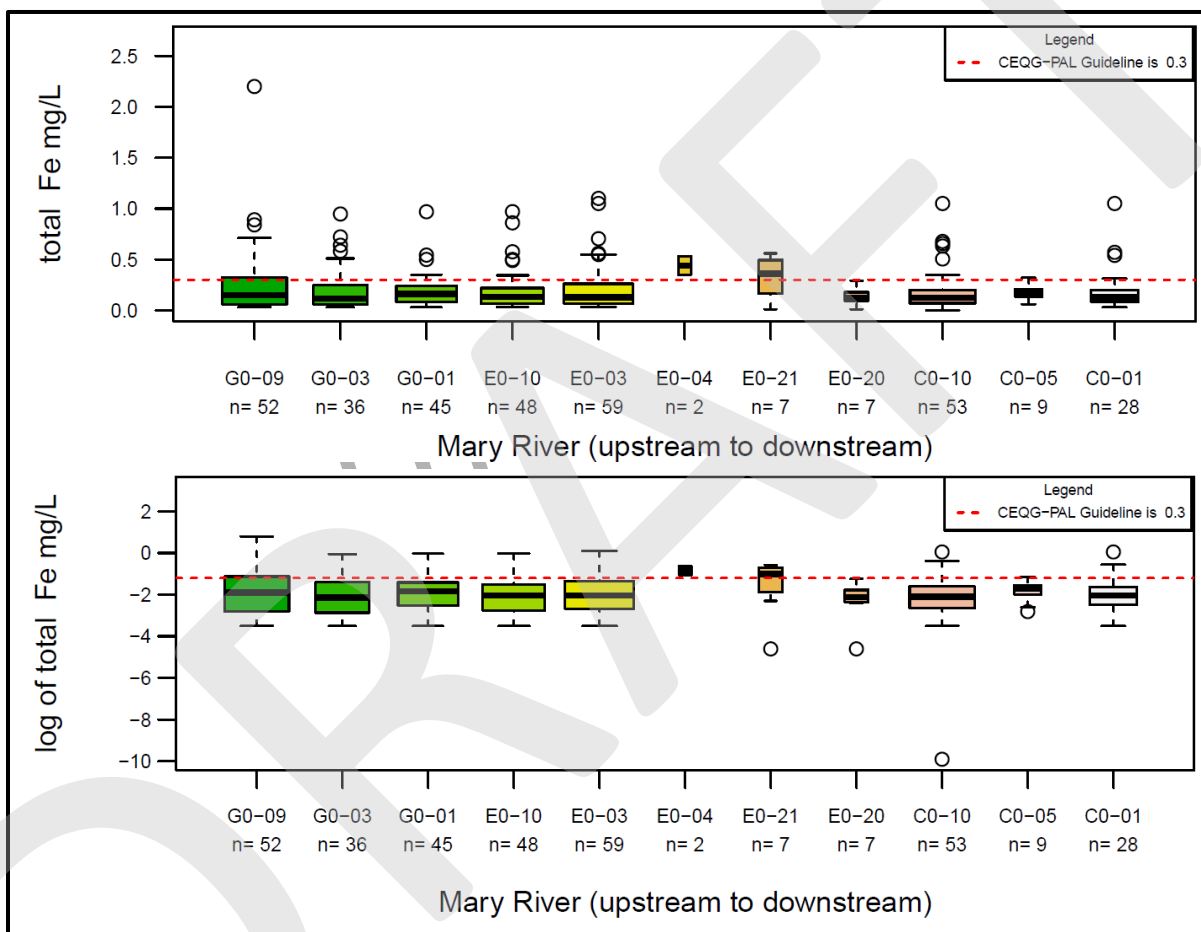 Legend
CEQG-PAL Guideline is 0.3
total Fe mg/L
2.5
2.0
1.5
1.0
0.5
0.0
G0-09 G0-03 G0-01 E0-10 E0-03 E0-04 E0-21 E0-20 C0-10 C0-05 C0-01
n= 52 n= 36 n= 45 n= 48 n= 59 n= 2 n= 7 n= 7 n= 53 n= 9 n= 28
Mary River (upstream to downstream)
Legend
CEQG-PAL Guideline is 0.3
log of total Fe mg/L
2
0
-2
-4
-6
-8
-10
G0-09 G0-03 G0-01 E0-10 E0-03 E0-04 E0-21 E0-20 C0-10 C0-05 C0-01
n= 52 n= 36 n= 45 n= 48 n= 59 n= 2 n= 7 n= 7 n= 53 n= 9 n= 28
Mary River (upstream to downstream)
DRAFT